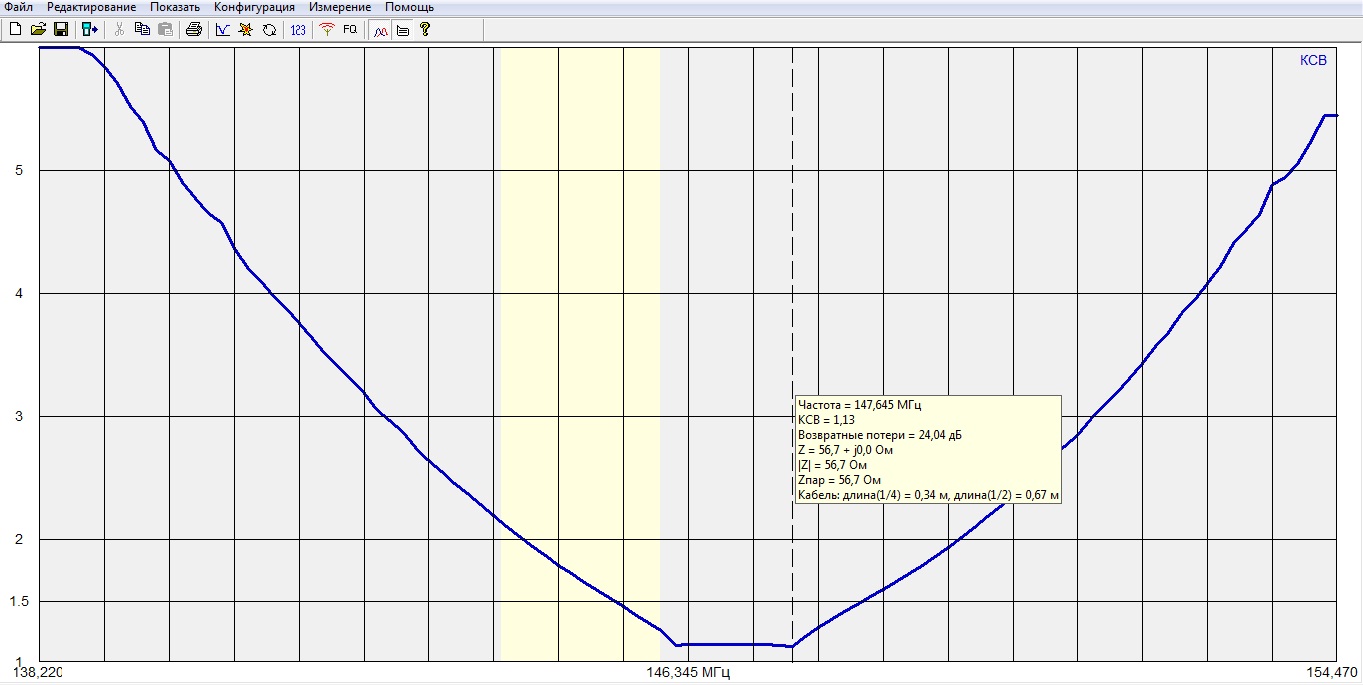 Файл Редактирование Показать Конфигурация Измерение Помощь
123 FQ ?
КСВ
5
4
3
2
1.5
1
Частота = 147,645 МГц
КСВ = 1,13
Возвратные потери = 24,04 дБ
Z = 56,7 + j0,0 Ом
|Z| = 56,7 Ом
Zпар = 56,7 Ом
Кабель: длина(1/4) = 0,34 м, длина(1/2) = 0,67 м
138,220 146,345 МГц 154,470